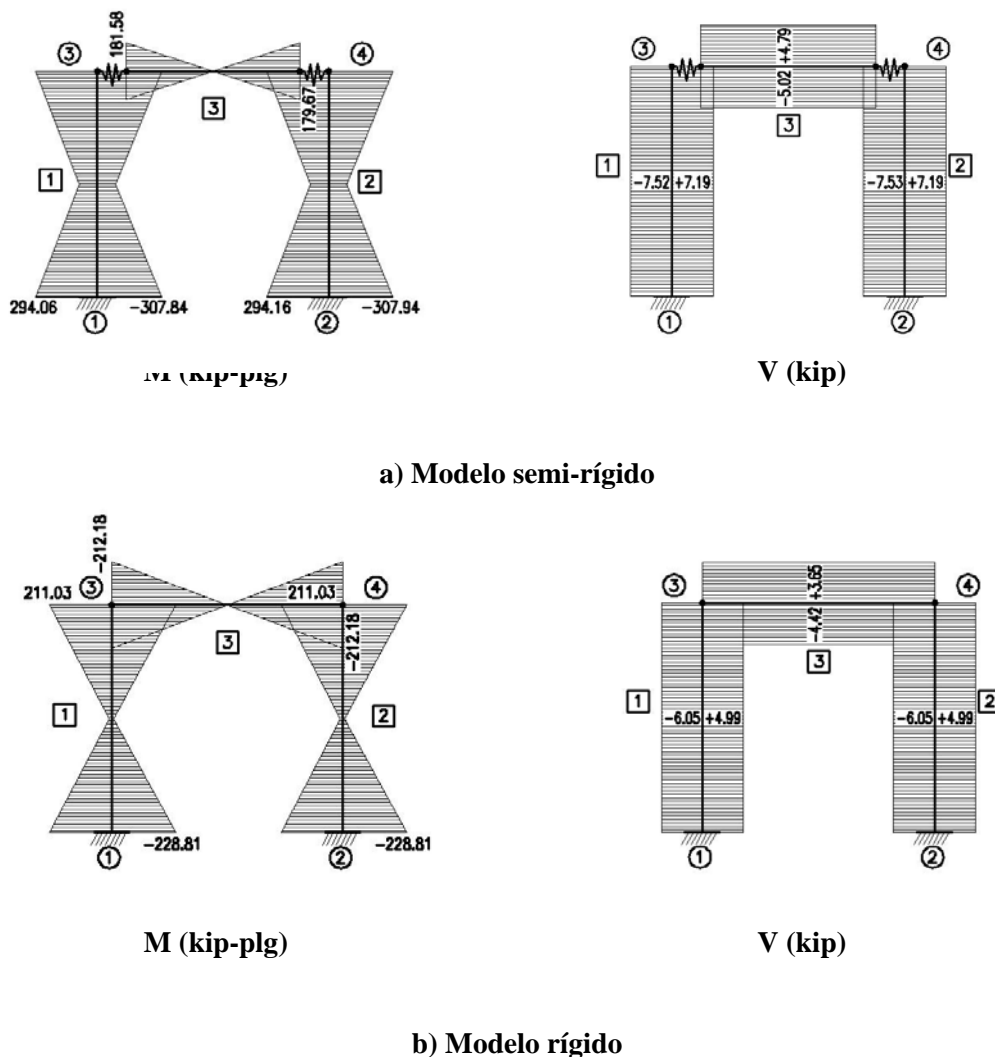 ③ 181.58 ④
179.67
3
1 2
294.06 -307.84 294.16 -307.94
① ②
M (kip-plg)
③ ④
-5.02 +4.79
3
1 2
-7.52 +7.19 -7.53 +7.19
① ②
V (kip)
a) Modelo semi-rígido
-212.18
211.03 ③ 211.03 ④
-212.18
3
1 2
-228.81 -228.81
① ②
M (kip-plg)
③ ④
-4.42 +3.65
3
1 2
-6.05 +4.99 -6.05 +4.99
① ②
V (kip)
b) Modelo rígido